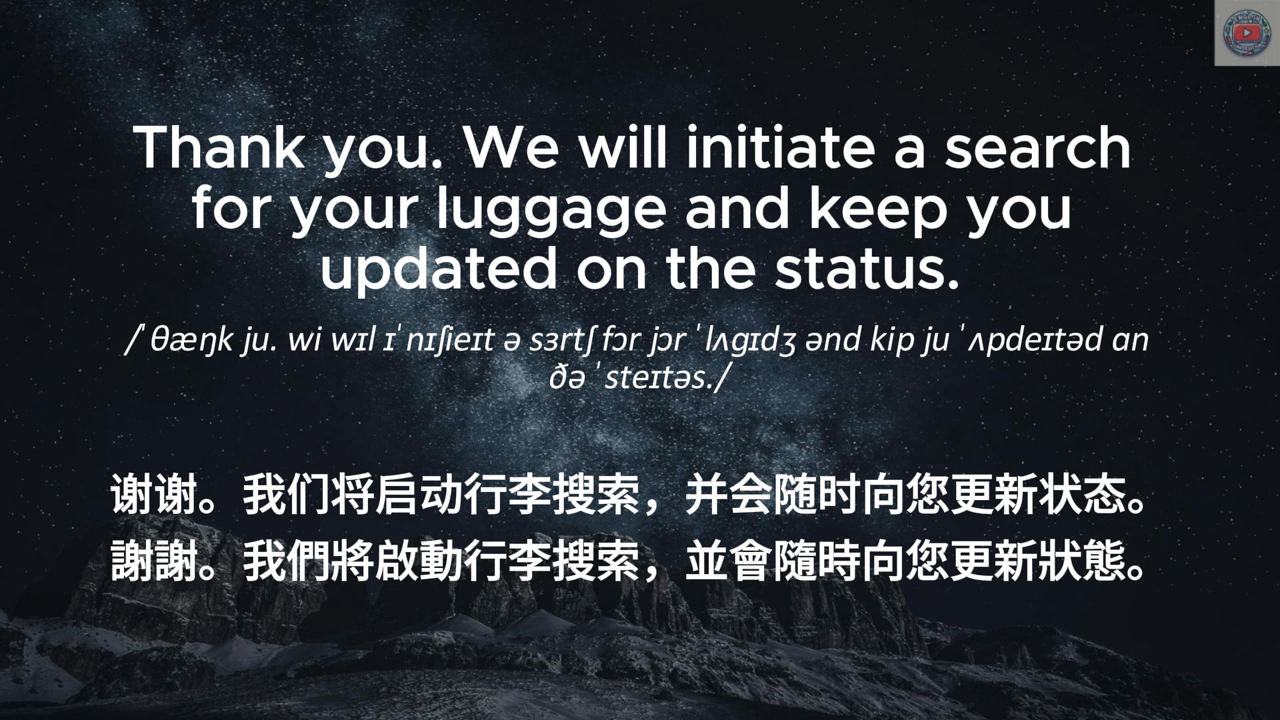 Thank you. We will initiate a search
for your luggage and keep you
updated on the status.
/ˈθæŋk ju. wi wɪl ɪˈnɪʃieɪt ə sɜrtʃ fɔr jɔr ˈlʌgɪdʒ ənd kip ju ˈʌpdeɪtəd ɑn
ðə ˈsteɪtəs./
谢谢。我们将启动行李搜索，并会随时向您更新状态。
謝謝。我們將啟動行李搜索，並會隨時向您更新狀態。